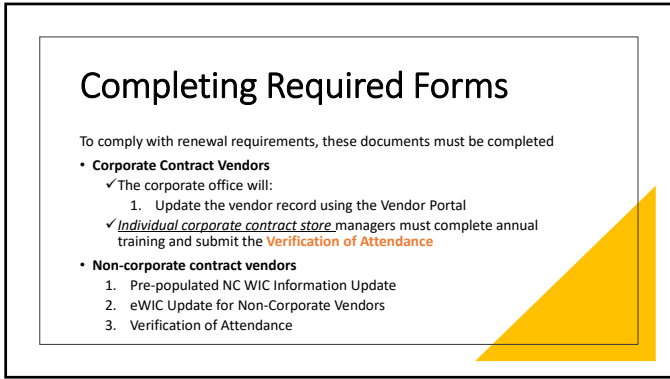 Completing Required Forms
To comply with renewal requirements, these documents must be completed
• Corporate Contract Vendors
✓The corporate office will:
1. Update the vendor record using the Vendor Portal
✓Individual corporate contract store managers must complete annual
training and submit the Verification of Attendance
• Non-corporate contract vendors
1. Pre-populated NC WIC Information Update
2. eWIC Update for Non-Corporate Vendors
3. Verification of Attendance